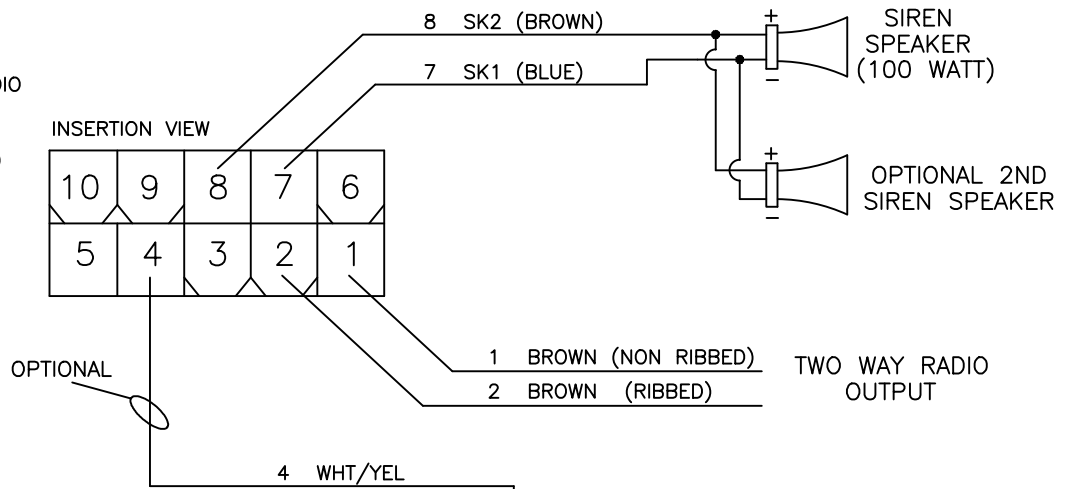 8 SK2 (BROWN)
SIREN
SPEAKER
(100 WATT)
+
−
7 SK1 (BLUE)
INSERTION VIEW
10 9 8 7 6
5 4 3 2 1
+
−
OPTIONAL 2ND
SIREN SPEAKER
OPTIONAL
1 BROWN (NON RIBBED)
2 BROWN (RIBBED)
TWO WAY RADIO
OUTPUT
4 WHT/YEL